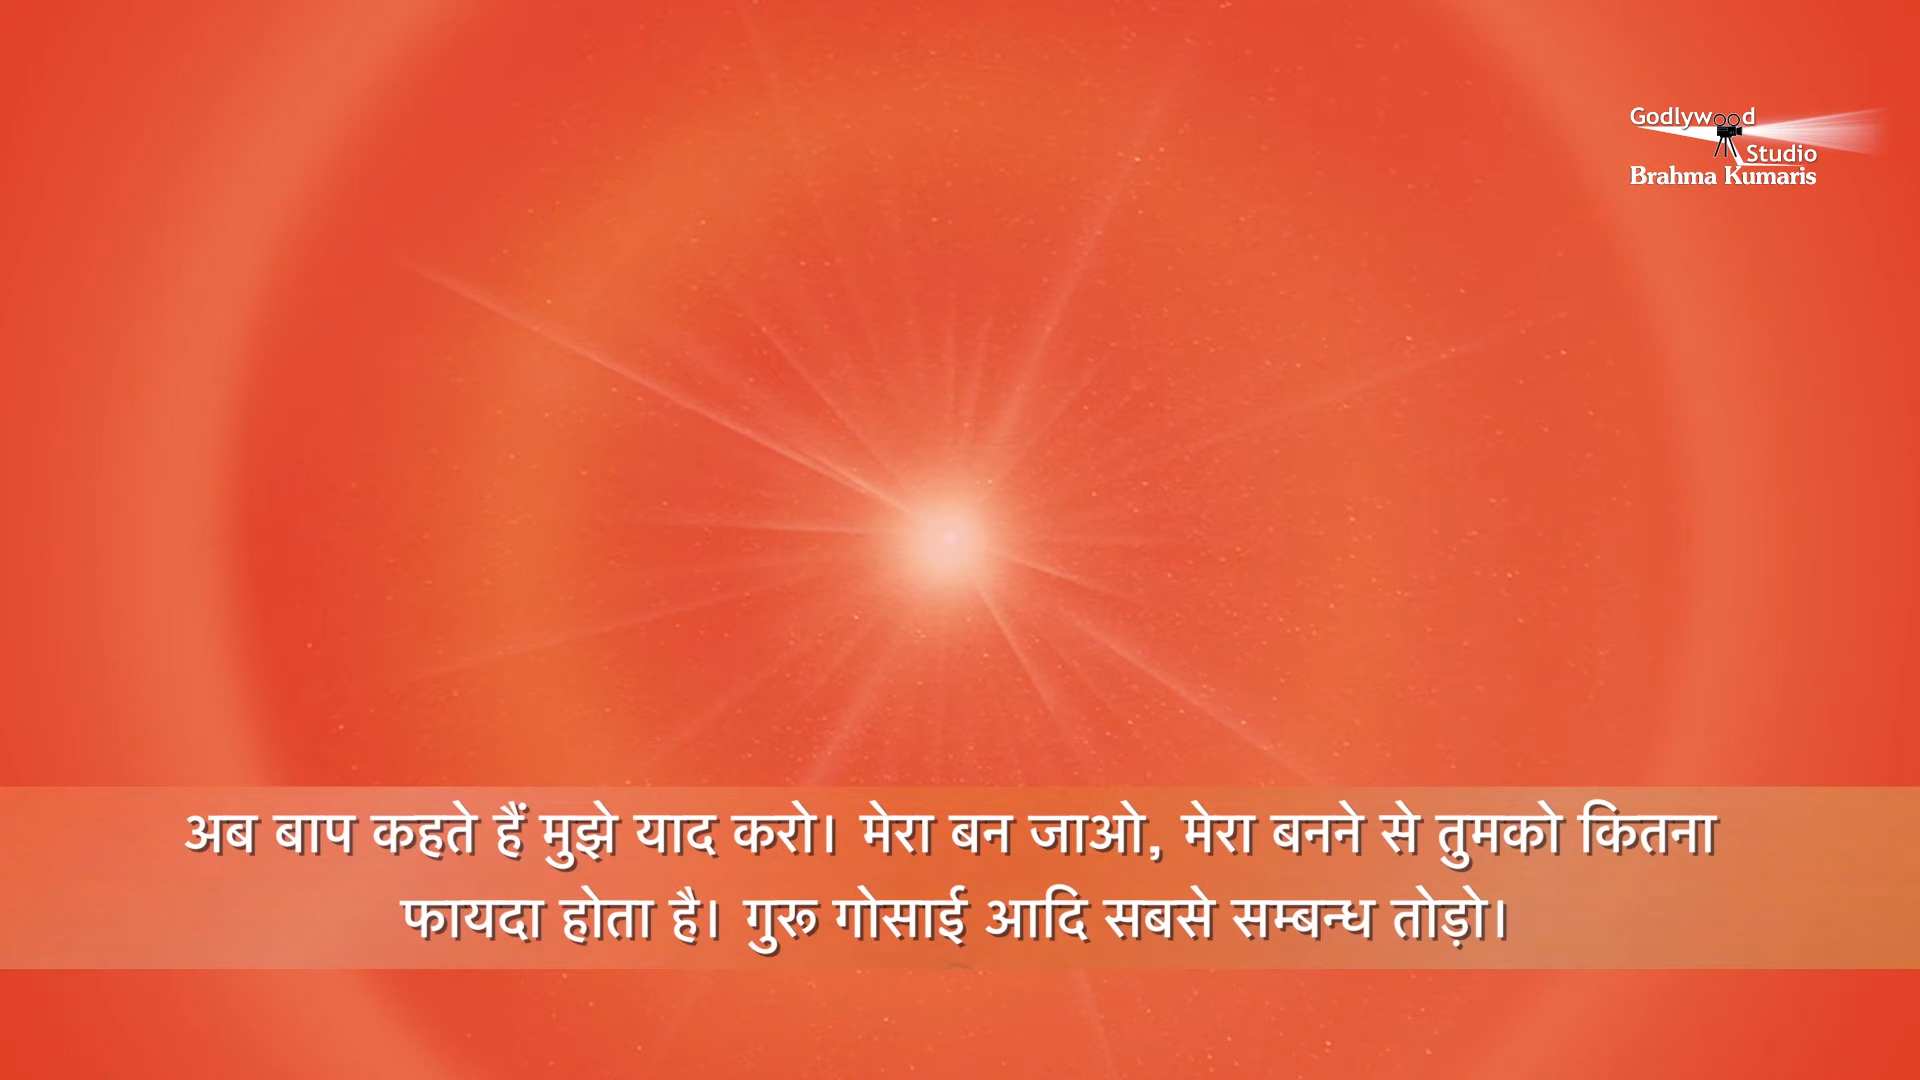 Godlywood
Studio
Brahma Kumaris
अब बाप कहते हैं मुझे याद करो। मेरा बन जाओ, मेरा बनने से तुमको कितना
फायदा होता है। गुरू गोसाई आदि सबसे सम्बन्ध तोड़ो।